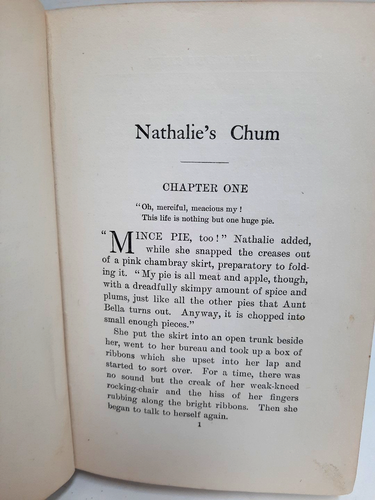 Nathalie's Chum
CHAPTER ONE
"Oh, merciful, meacious my!
This life is nothing but one huge pie.
"MINCE PIE, too!" Nathalie added,
while she snapped the creases out
of a pink chambray skirt, preparatory to fold-
ing it. "My pie is all meat and apple, though,
with a dreadfully skimpy amount of spice and
plums, just like all the other pies that Aunt
Bella turns out. Anyway, it is chopped into
small enough pieces."
She put the skirt into an open trunk beside
her, went to her bureau and took up a box of
ribbons which she upset into her lap and
started to sort over. For a time, there was
no sound but the creak of her weak-kneed
rocking-chair and the hiss of her fingers
rubbing along the bright ribbons. Then she
began to talk to herself again.
1